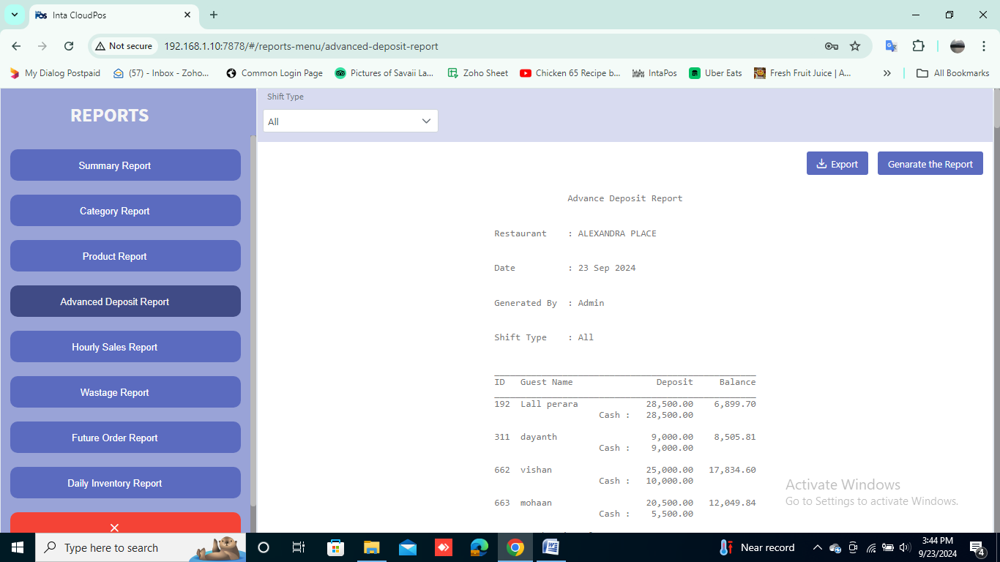 Inta CloudPos
Not secure 192.168.1.10:7878/#/reports-menu/advanced-deposit-report
My Dialog Postpaid (57) - Inbox - Zoho... Common Login Page Pictures of Savaii La... Zoho Sheet Chicken 65 Recipe b... IntaPos Uber Eats Fresh Fruit Juice | A... » All Bookmarks
REPORTS
Summary Report
Category Report
Product Report
Advanced Deposit Report
Hourly Sales Report
Wastage Report
Future Order Report
Daily Inventory Report
Shift Type
All
Export Genarate the Report
Advance Deposit Report
Restaurant : ALEXANDRA PLACE
Date : 23 Sep 2024
Generated By : Admin
Shift Type : All
ID Guest Name Deposit Balance
192 Lall perara 28,500.00 6,899.70
Cash : 28,500.00
311 dayanth 9,000.00 8,505.81
Cash : 9,000.00
662 vishan 25,000.00 17,834.60
Cash : 10,000.00
663 mohaan 20,500.00 12,049.84
Cash : 5,500.00
Activate Windows
Go to Settings to activate Windows.
Type here to search
Near record
3:44 PM
9/23/2024
4